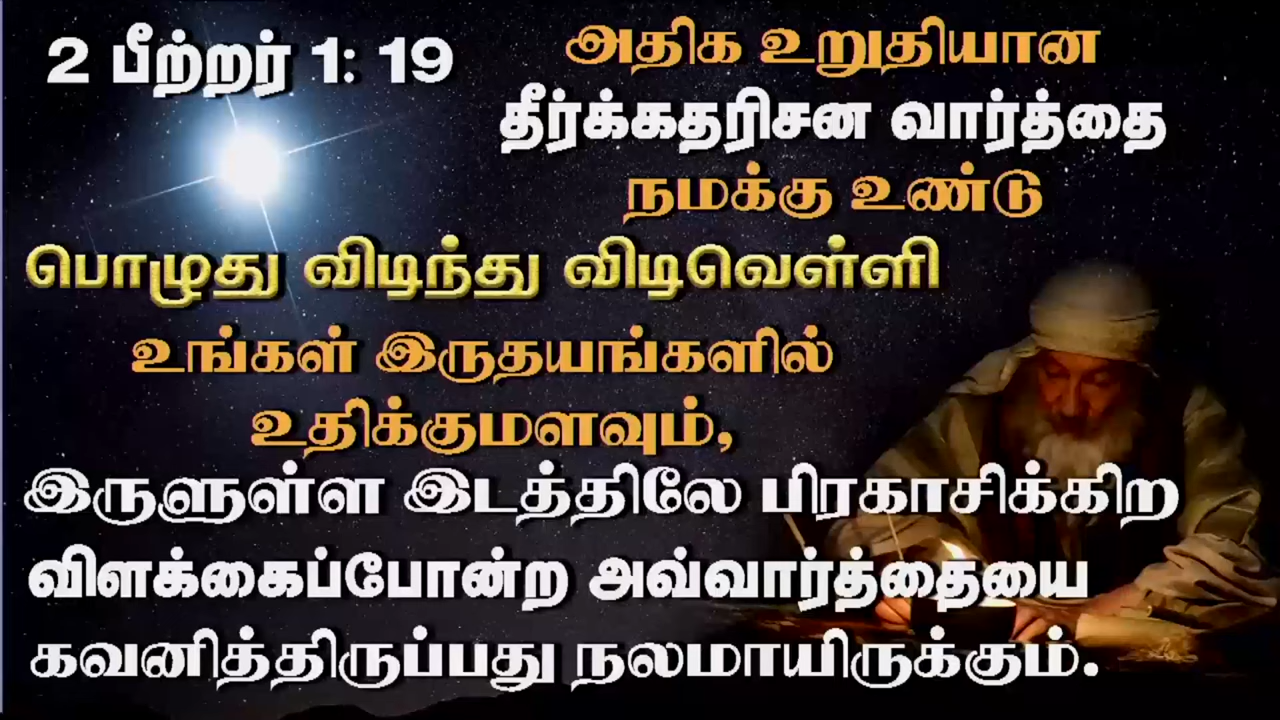 2 பீற்றர் 1: 19
அதிக உறுதியான
தீர்க்கதரிசன வார்த்தை
நமக்கு உண்டு
பொழுது விடிந்து விடிவெள்ளி
உங்கள் இருதயங்களில்
உதிக்குமளவும்,
இருளுள்ள இடத்திலே பிரகாசிக்கிற
விளக்கைப்போன்ற அவ்வார்த்தையை
கவனித்திருப்பது நலமாயிருக்கும்.